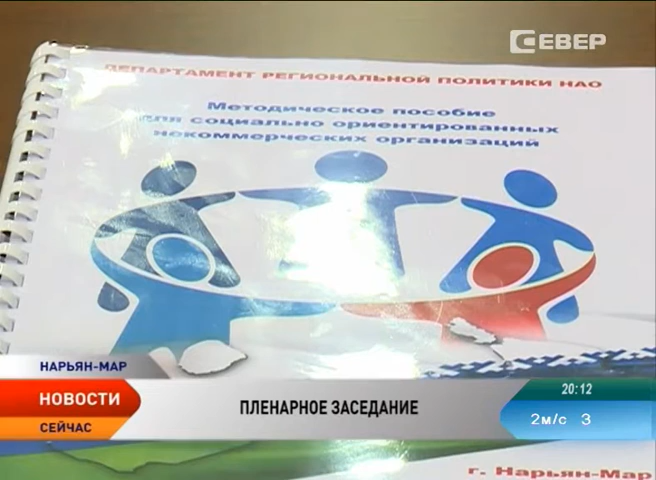 СЕВЕР
ДЕПАРТАМЕНТ РЕГИОНАЛЬНОЙ ПОЛИТИКИ НАО
Методическое пособие
для социально ориентированных
некоммерческих организаций
НАРЬЯН-МАР
НОВОСТИ
СЕЙЧАС
ПЛЕНАРНОЕ ЗАСЕДАНИЕ
20:12
2м/с З
г. Нарьян-Мар